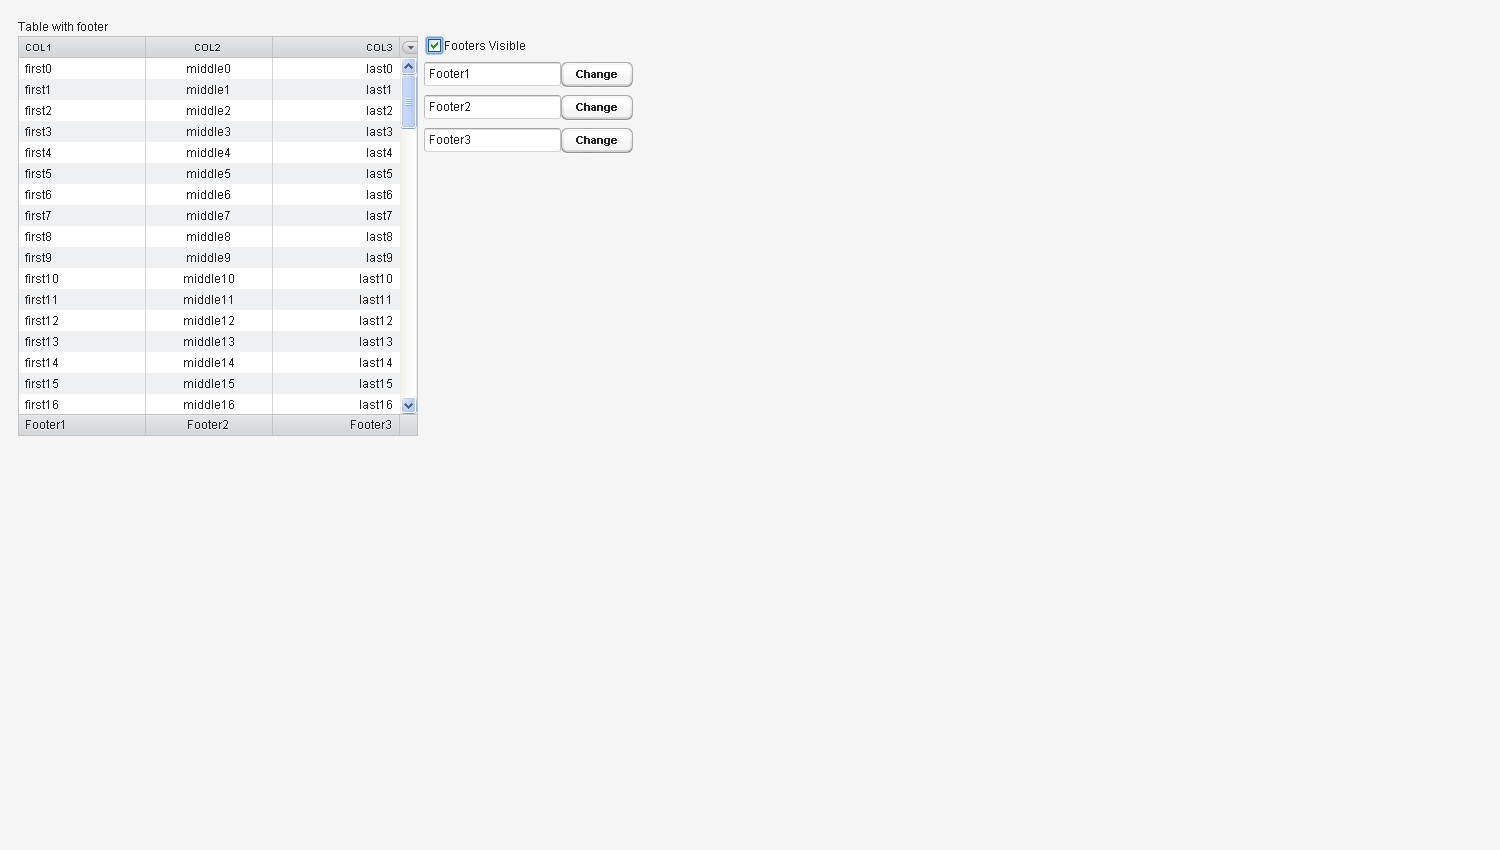 Table with footer
COL1 COL2 COL3
Footers Visible
first0 middle0 last0
Footer1 Change
first1 middle1 last1
first2 middle2 last2
Footer2 Change
first3 middle3 last3
Footer3 Change
first4 middle4 last4
first5 middle5 last5
first6 middle6 last6
first7 middle7 last7
first8 middle8 last8
first9 middle9 last9
first10 middle10 last10
first11 middle11 last11
first12 middle12 last12
first13 middle13 last13
first14 middle14 last14
first15 middle15 last15
first16 middle16 last16
Footer1 Footer2 Footer3